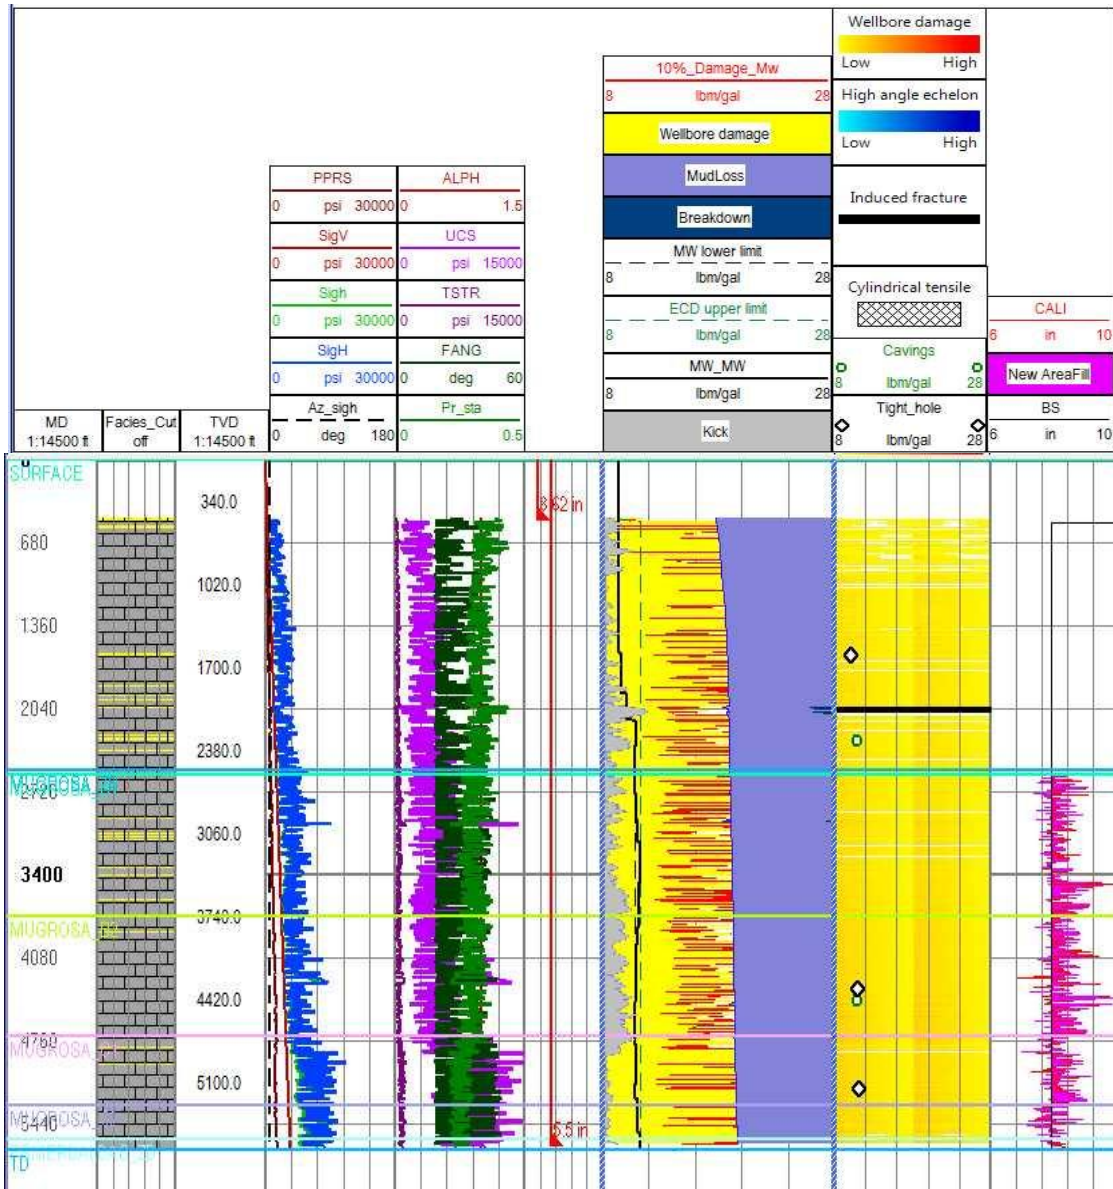 Wellbore damage
Low High
High angle echelon
Low High
Induced fracture
Cylindrical tensile
Cavings
8 lbm/gal 28
Tight_hole
8 lbm/gal 28
10%_Damage_Mw
8 lbm/gal 28
Wellbore damage
MudLoss
Breakdown
MW lower limit
8 lbm/gal 28
ECD upper limit
8 lbm/gal 28
MW_MW
8 lbm/gal 28
Kick
PPRS
0 psi 30000
SigV
0 psi 30000
Sigh
0 psi 30000
SigH
0 psi 30000
Az_sigh
0 deg 180
ALPH
0 1.5
UCS
0 psi 15000
TSTR
0 psi 15000
FANG
0 deg 60
Pr_sta
0 0.5
CALI
6 in 10
New AreaFill
BS
6 in 10
MD
1:14500 ft
Facies_Cut
off
TVD
1:14500 ft
SURFACE
340.0
8.62 in
680
1020.0
1360
1700.0
2040
2380.0
2720
3060.0
3400
3740.0
MUGROSA
4080
4420.0
4760
MUGROSA
5100.0
MUGROSA
5440
5.5 in
TD